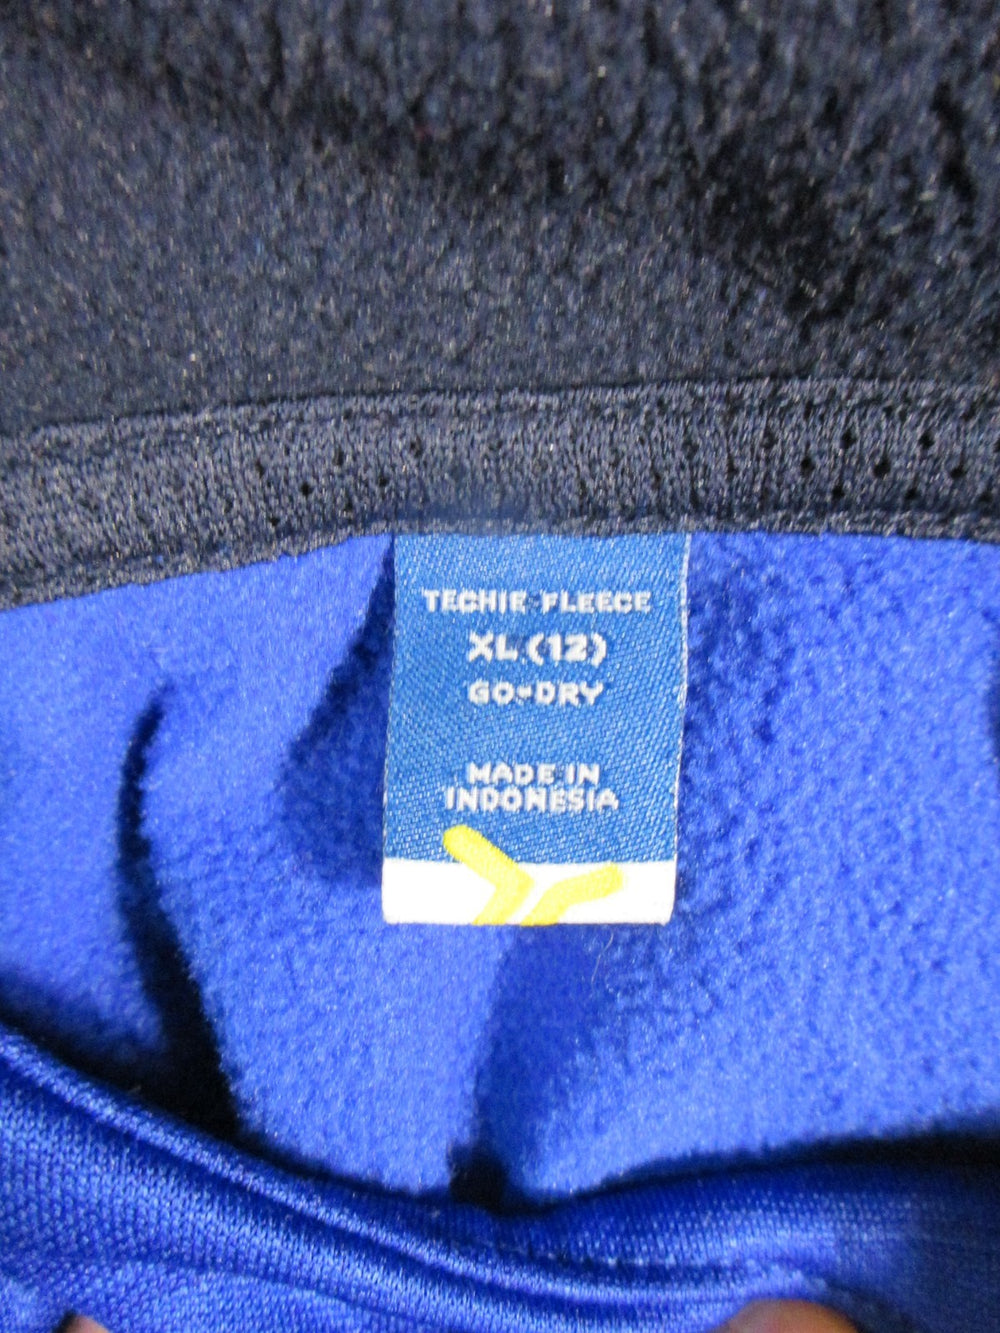 TECHIE FLEECE
XL (12)
GO-DRY
MADE IN
INDONESIA